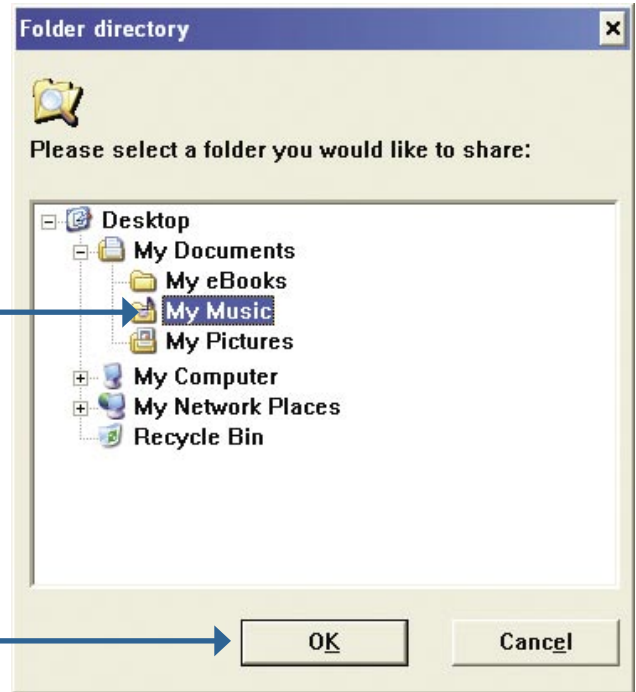 Folder directory
Please select a folder you would like to share:
Desktop
My Documents
My eBooks
My Music
My Pictures
My Computer
My Network Places
Recycle Bin
OK
Cancel